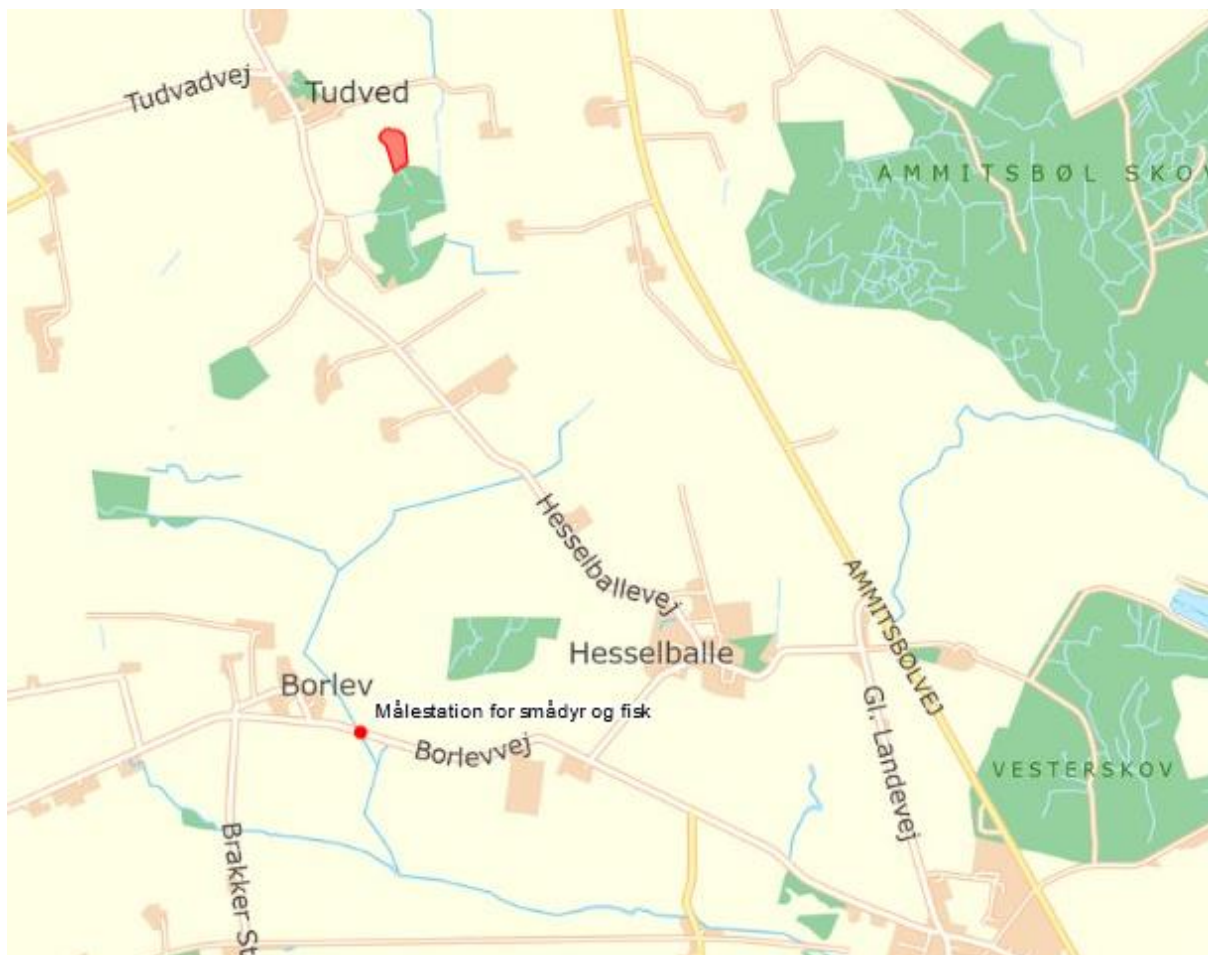 Tudvadvej
Tudved
AMMITSBØL SKOV
Hesselballevej
AMMITSBØLVEJ
Hesselballe
Borlev
Målestation for smådyr og fisk
Borlevvej
Gl. Landevej
VESTERSKOV
Brakker St